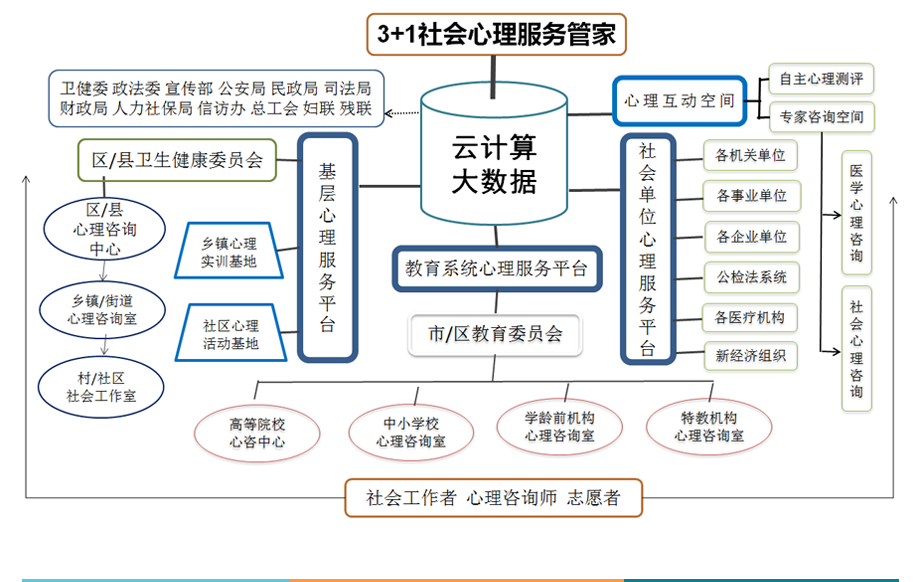 3+1社会心理服务管家
卫健委 政法委 宣传部 公安局 民政局 司法局
财政局 人力社保局 信访办 总工会 妇联 残联
云计算
大数据
心理互动空间
自主心理测评
专家咨询空间
医学心理咨询
社会心理咨询
区/县卫生健康委员会
区/县
心理咨询
中心
乡镇/街道
心理咨询室
村/社区
社会工作室
乡镇心理
实训基地
社区心理
活动基地
基层心理服务平台
教育系统心理服务平台
市/区教育委员会
高等院校
心咨中心
中小学校
心理咨询室
学龄前机构
心理咨询室
特教机构
心理咨询室
社会单位心理服务平台
各机关单位
各事业单位
各企业单位
公检法系统
各医疗机构
新经济组织
社会工作者 心理咨询师 志愿者